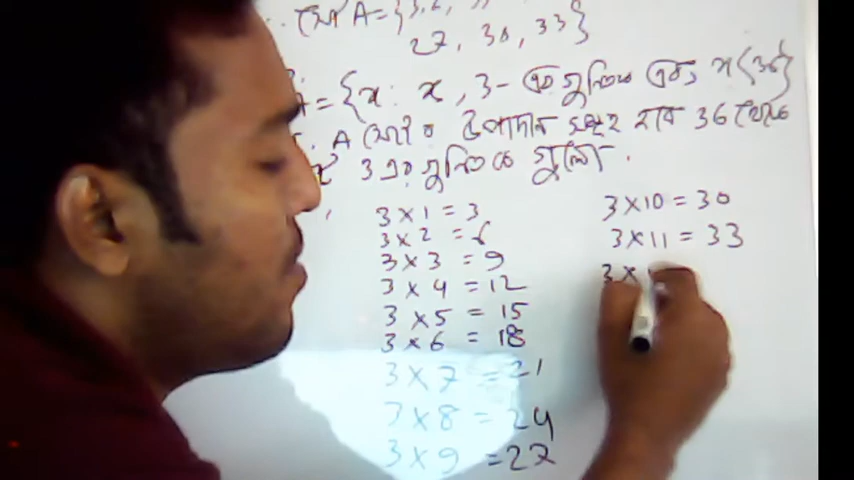 সেট A = {3,
27, 30, 33}
A = {x : x, 3- এর গুনিতক এবং x⟨36}
A সেটের উপাদান সমূহ হবে 36 থেকে
3 এর গুনিতক গুলো.
3 × 1 = 3
3 × 2 = 6
3 × 3 = 9
3 × 4 = 12
3 × 5 = 15
3 × 6 = 18
3 × 7 = 21
3 × 8 = 24
3 × 9 = 27
3 × 10 = 30
3 × 11 = 33
3 ×